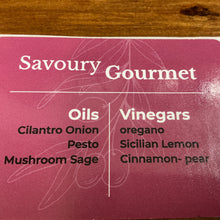 Savoury Gourmet
Oils
Cilantro Onion
Pesto
Mushroom Sage
Vinegars
oregano
Sicilian Lemon
Cinnamon- pear